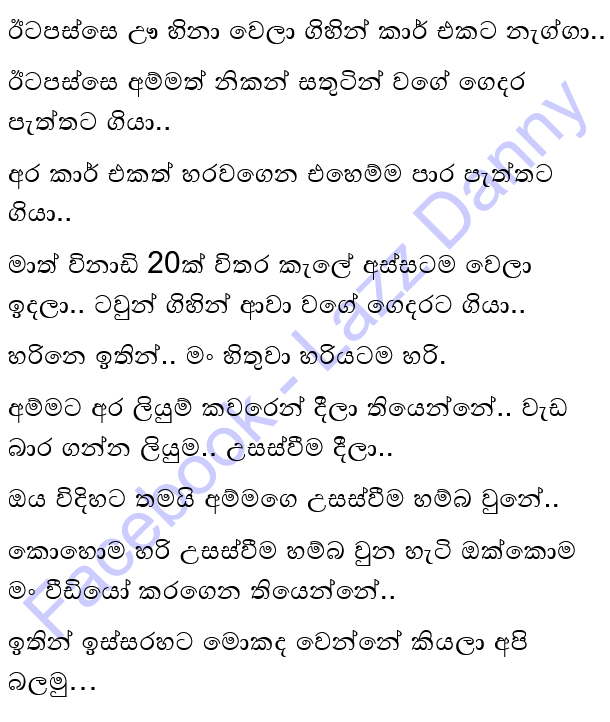 ඊටපස්සෙ ඌ හිනා වෙලා ගිහින් කාර් එකට නැග්ගා..
ඊටපස්සෙ අම්මත් නිකන් සතුටින් වගේ ගෙදර
පැත්තට ගියා..
අර කාර් එකත් හරවගෙන එහෙම්ම පාර පැත්තට
ගියා..
මාත් විනාඩි 20ක් විතර කැලේ අස්සටම වෙලා
ඉදලා.. ටවුන් ගිහින් ආවා වගේ ගෙදරට ගියා..
හරිනෙ ඉතින්.. මං හිතුවා හරියටම හරි.
අම්මට අර ලියුම් කවරෙන් දීලා තියෙන්නේ.. වැඩ
බාර ගන්න ලියුම.. උසස්වීම දීලා..
ඔය විදිහට තමයි අම්මගෙ උසස්වීම හම්බ වුනේ..
කොහොම හරි උසස්වීම හම්බ වුන හැටි ඔක්කොම
මං වීඩියෝ කරගෙන තියෙන්නේ..
ඉතින් ඉස්සරහට මොකද වෙන්නේ කියලා අපි
බලමු...
Facebook - Lazz Danny